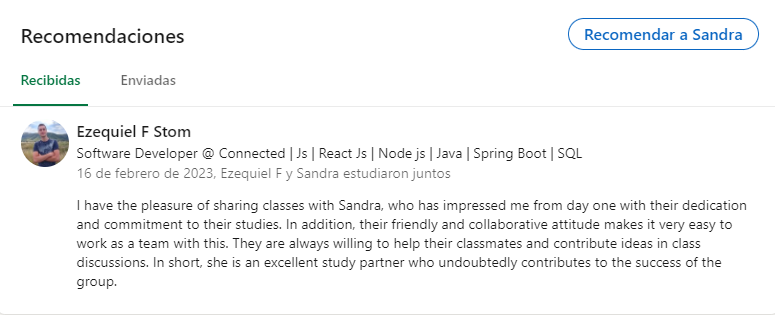 Recomendaciones
Recomendar a Sandra
Recibidas
Enviadas
Ezequiel F Stom
Software Developer @ Connected | Js | React Js | Node js | Java | Spring Boot | SQL
16 de febrero de 2023, Ezequiel F y Sandra estudiaron juntos
I have the pleasure of sharing classes with Sandra, who has impressed me from day one with their dedication
and commitment to their studies. In addition, their friendly and collaborative attitude makes it very easy to
work as a team with this. They are always willing to help their classmates and contribute ideas in class
discussions. In short, she is an excellent study partner who undoubtedly contributes to the success of the
group.